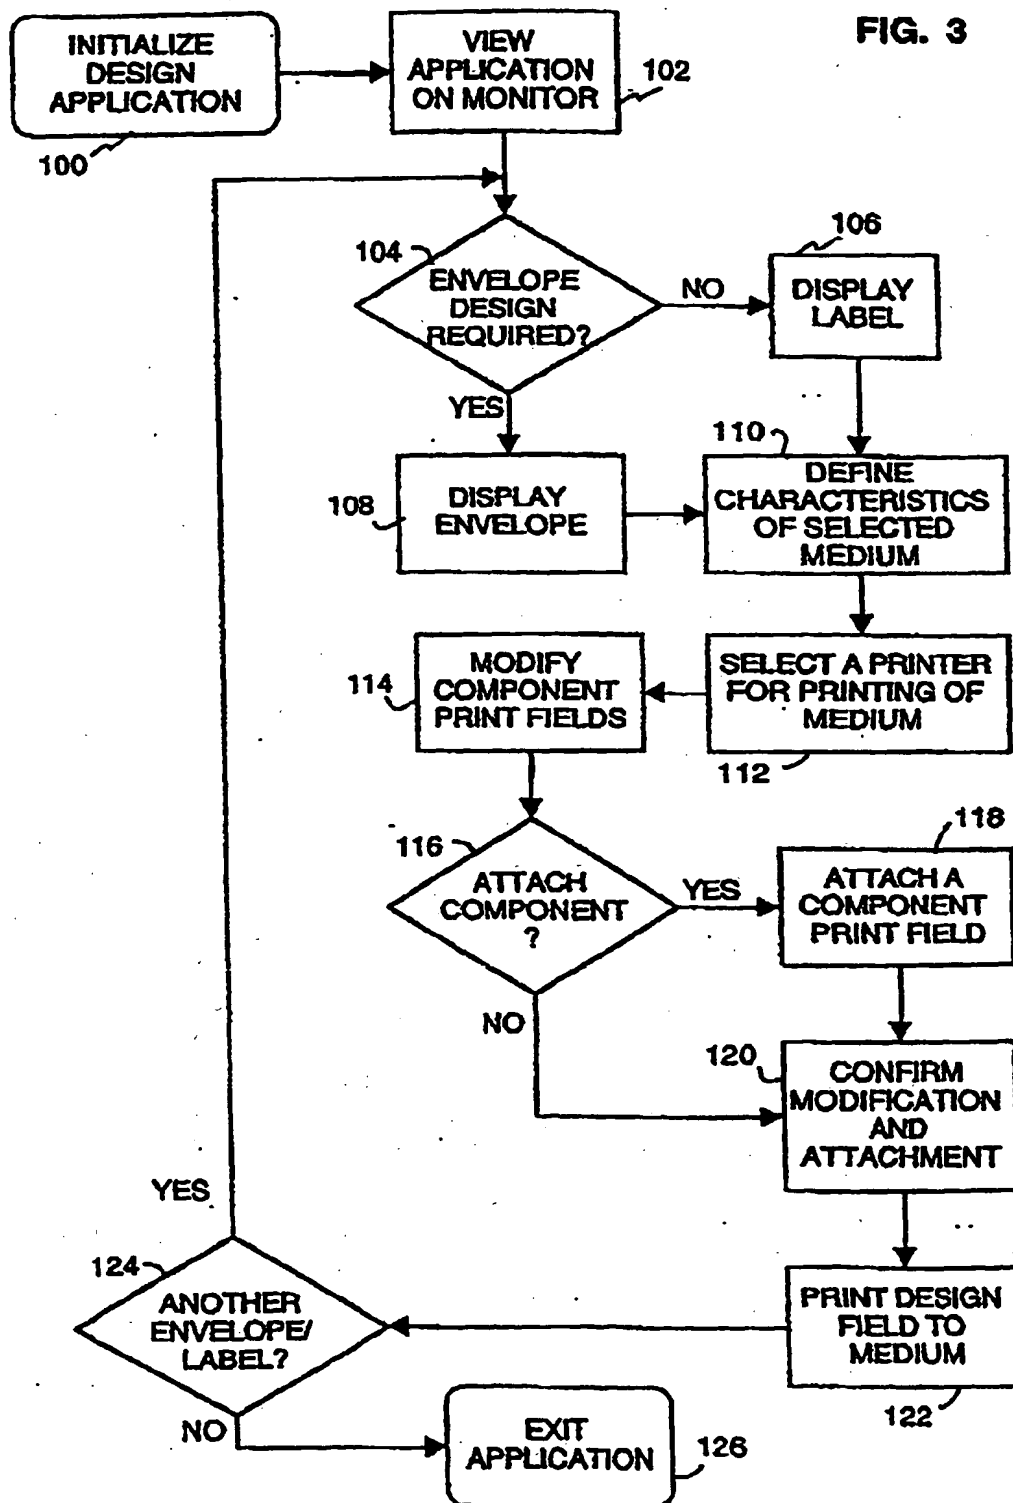 FIG. 3
INITIALIZE
DESIGN
APPLICATION
100
VIEW
APPLICATION
ON MONITOR
102
104
ENVELOPE
DESIGN
REQUIRED?
NO
106
DISPLAY
LABEL
YES
108
DISPLAY
ENVELOPE
110
DEFINE
CHARACTERISTICS
OF SELECTED
MEDIUM
SELECT A PRINTER
FOR PRINTING OF
MEDIUM
112
114
MODIFY
COMPONENT
PRINT FIELDS
116
ATTACH
COMPONENT
?
YES
118
ATTACH A
COMPONENT
PRINT FIELD
NO
120
CONFIRM
MODIFICATION
AND
ATTACHMENT
PRINT DESIGN
FIELD TO
MEDIUM
122
YES
124
ANOTHER
ENVELOPE/
LABEL?
NO
EXIT
APPLICATION
126